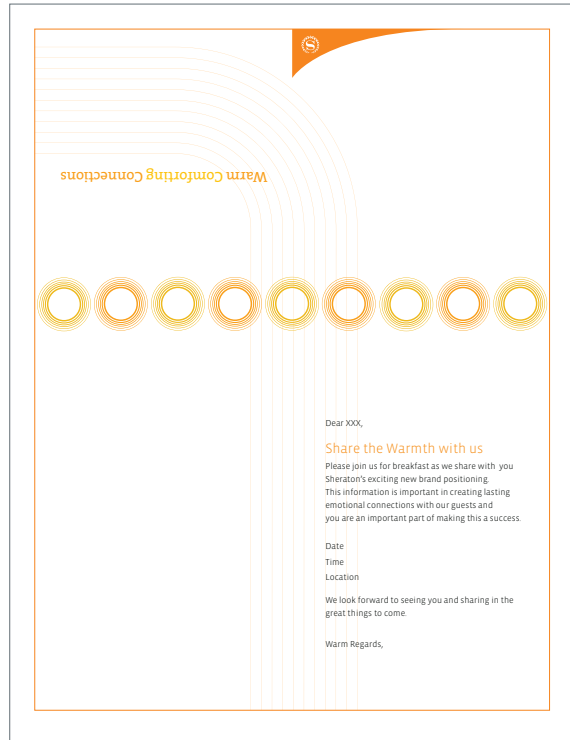 Warm Comforting Connections
Dear XXX,
Share the Warmth with us
Please join us for breakfast as we share with you
Sheraton's exciting new brand positioning.
This information is important in creating lasting
emotional connections with our guests and
you are an important part of making this a success.
Date
Time
Location
We look forward to seeing you and sharing in the
great things to come.
Warm Regards,